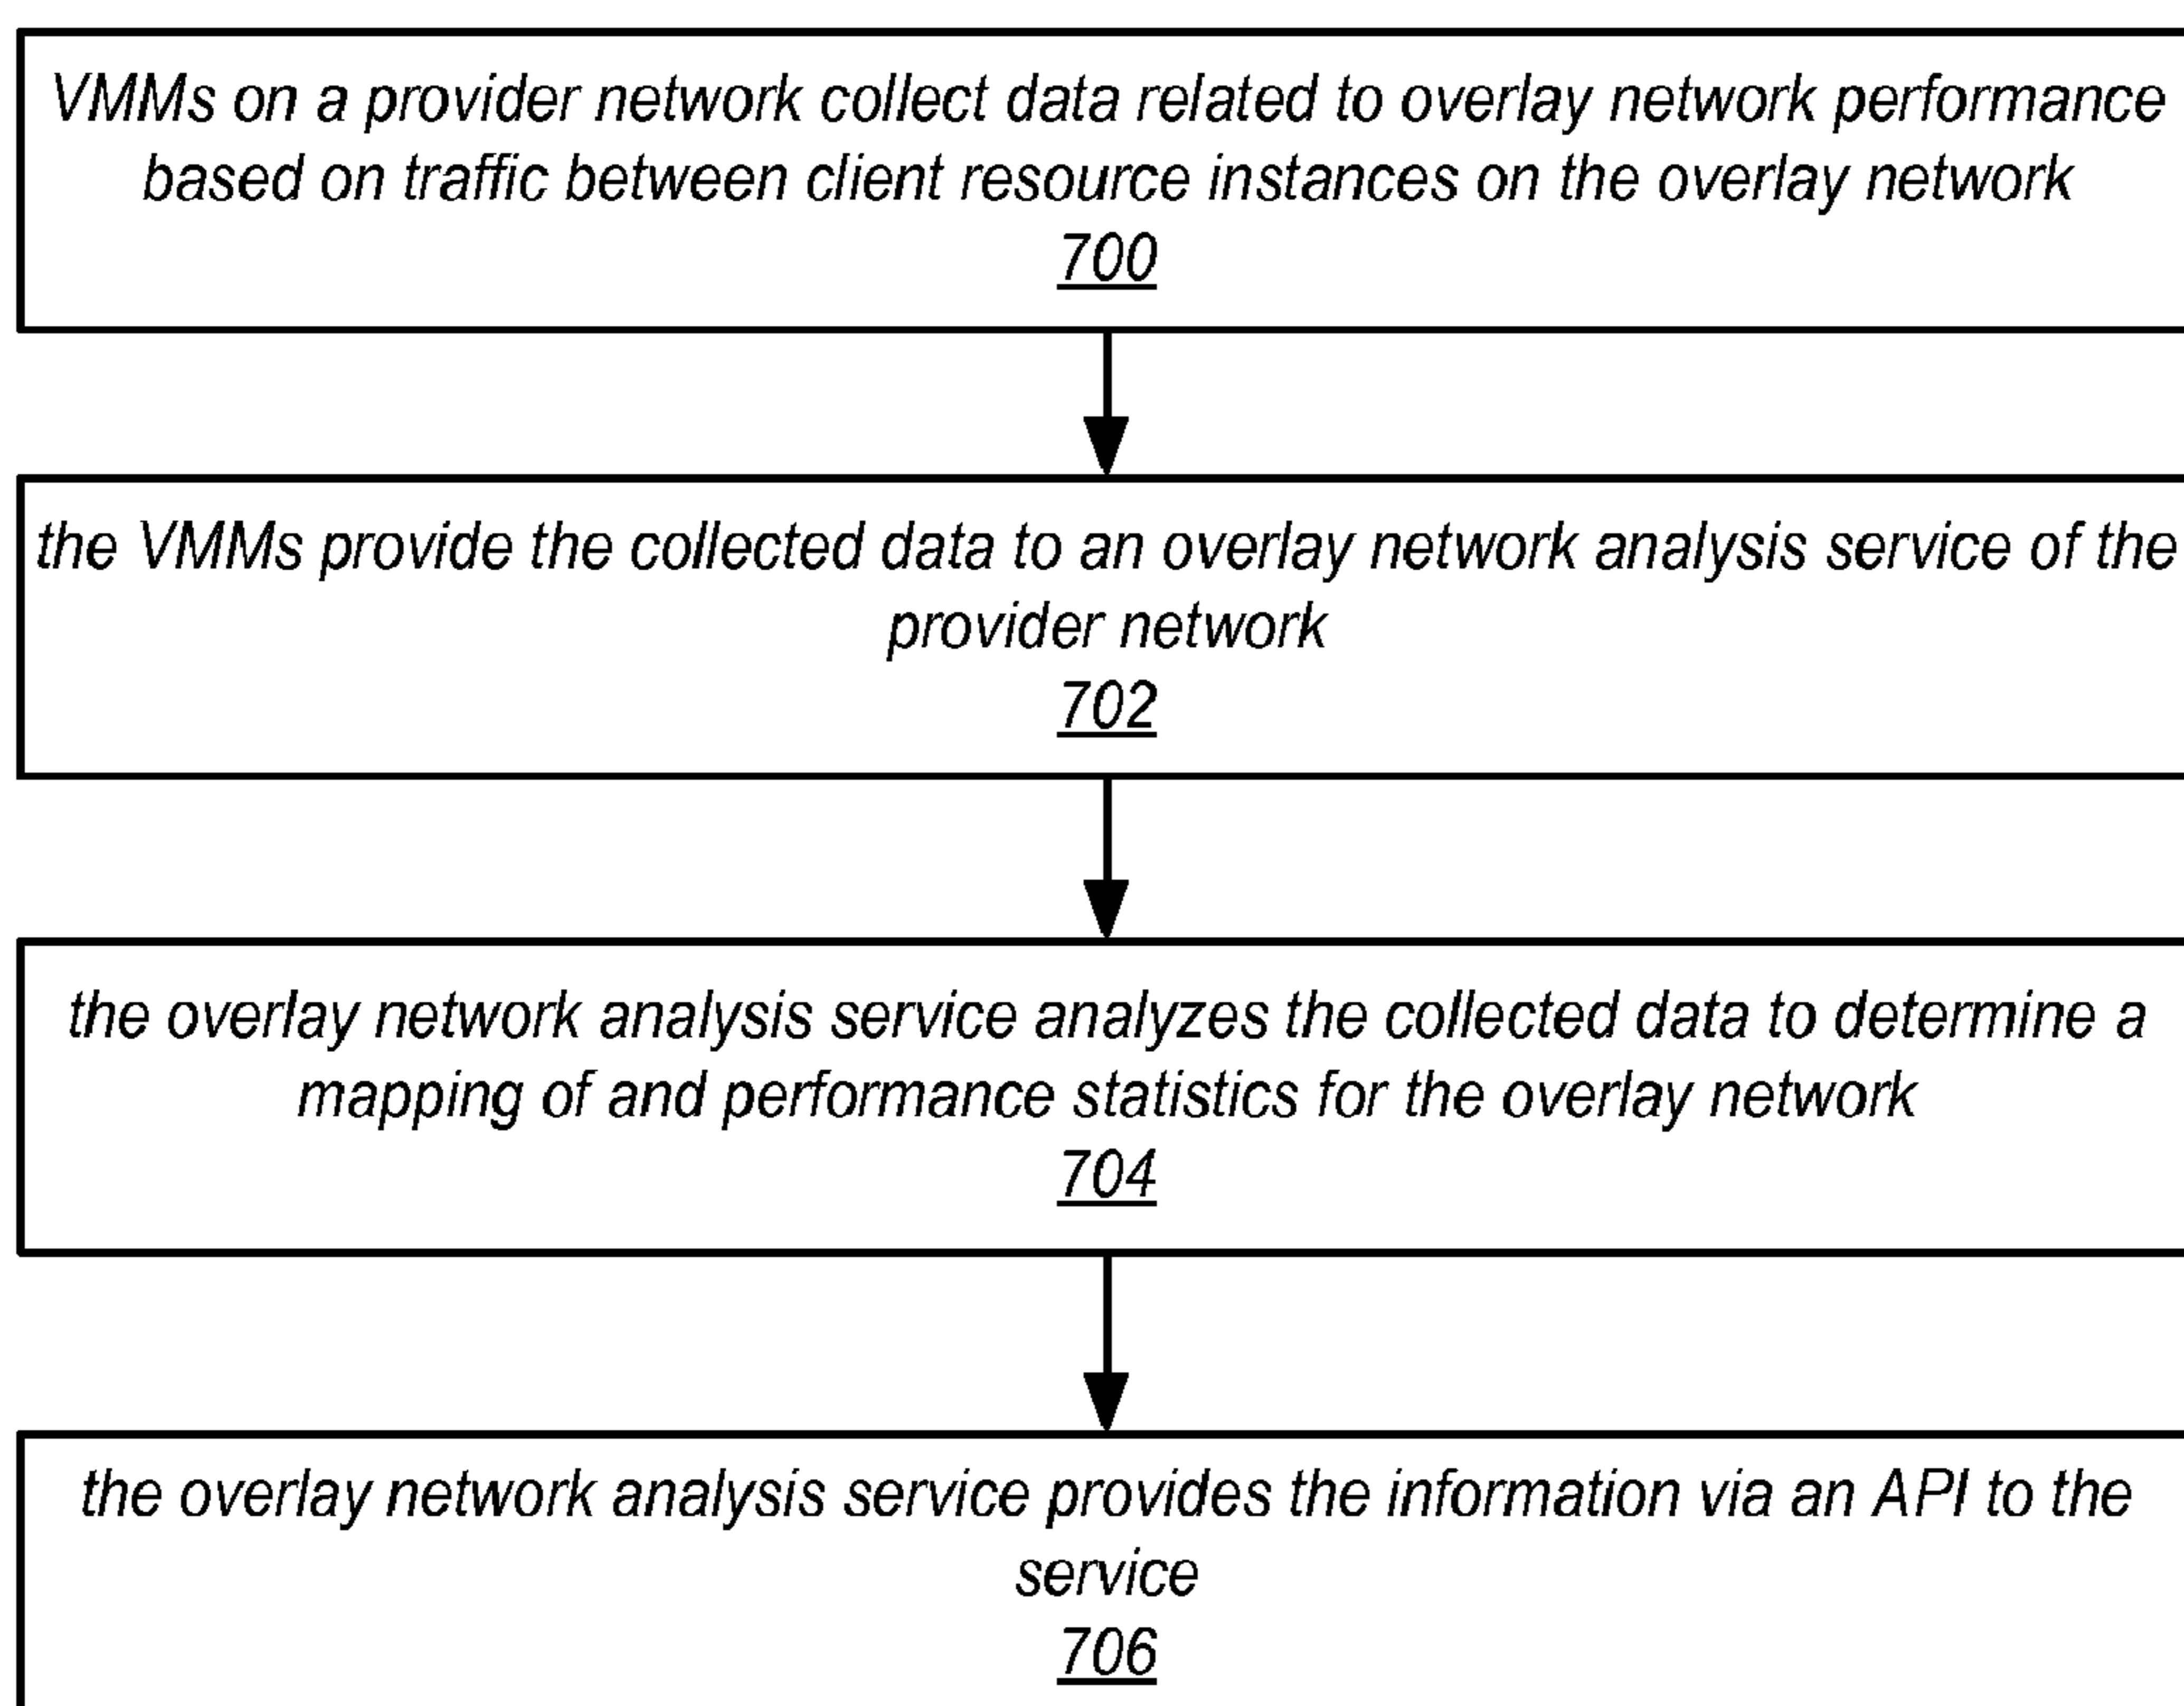 VMMs on a provider network collect data related to overlay network performance
based on traffic between client resource instances on the overlay network
700
the VMMs provide the collected data to an overlay network analysis service of the
provider network
702
the overlay network analysis service analyzes the collected data to determine a
mapping of and performance statistics for the overlay network
704
the overlay network analysis service provides the information via an API to the
service
706